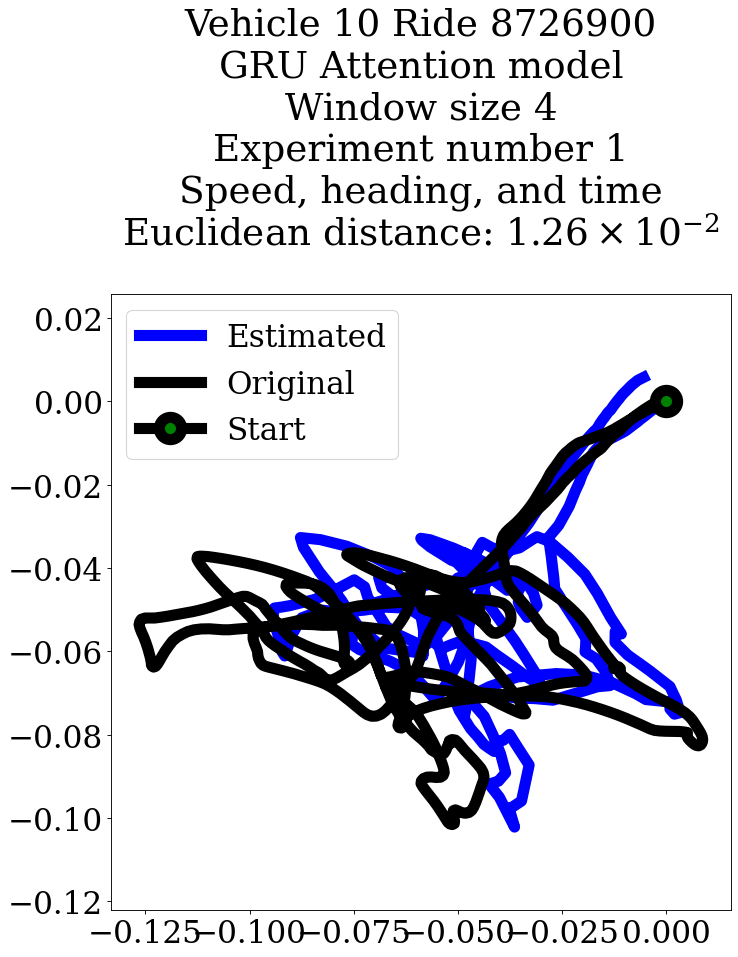 Vehicle 10 Ride 8726900
GRU Attention model
Window size 4
Experiment number 1
Speed, heading, and time
Euclidean distance: 1.26 × 10⁻²
Estimated
Original
Start
0.02
0.00
−0.02
−0.04
−0.06
−0.08
−0.10
−0.12
−0.125 −0.100 −0.075 −0.050 −0.025 0.000